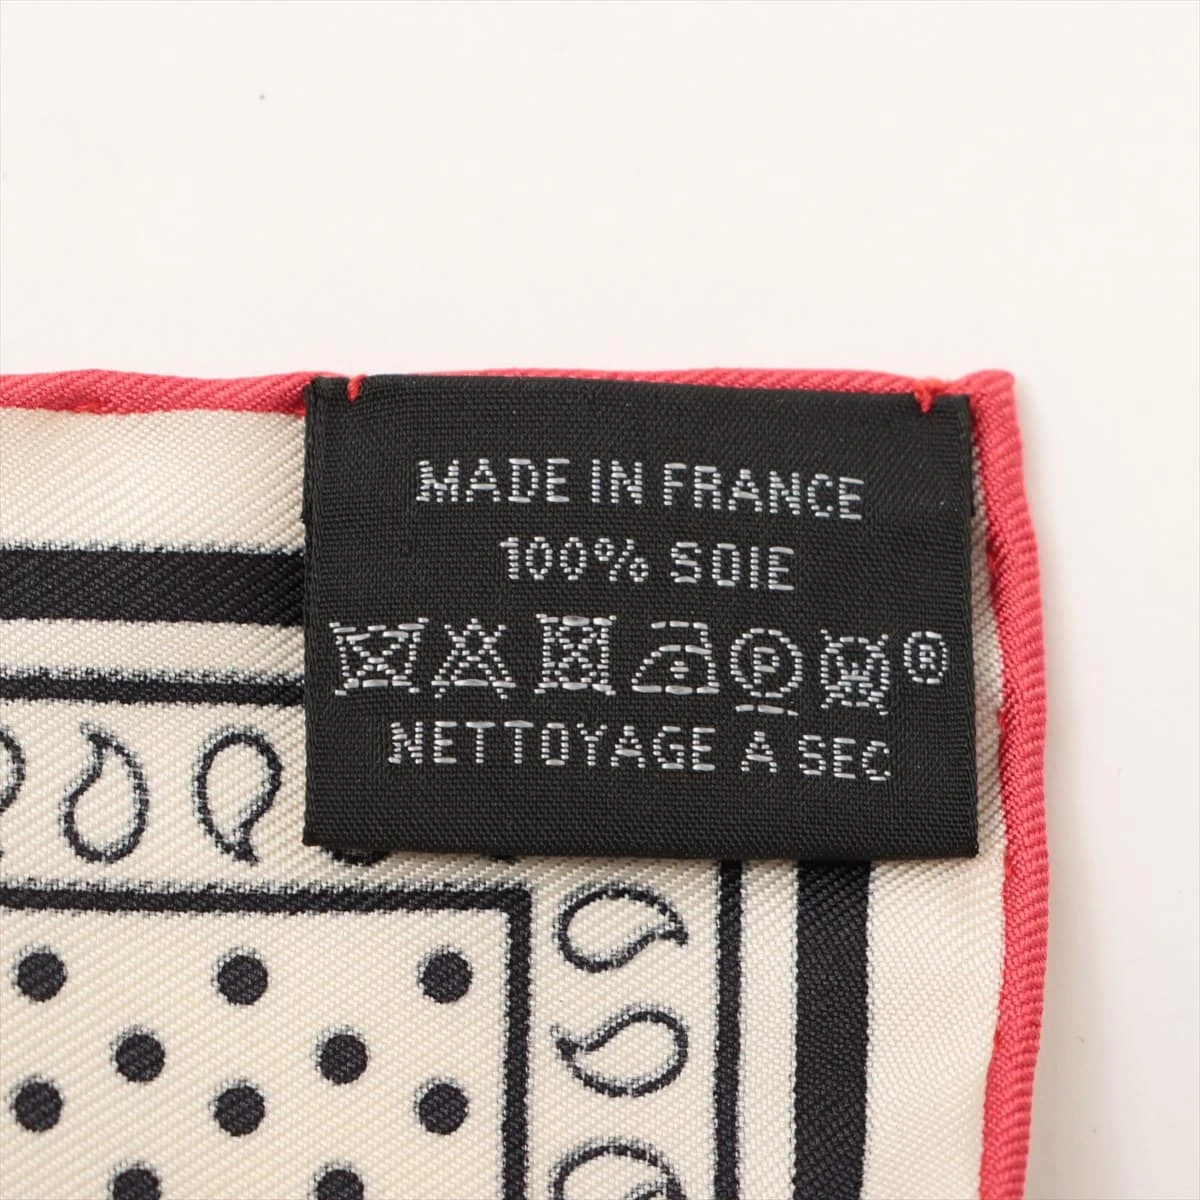 MADE IN FRANCE
100% SOIE
P W ®
NETTOYAGE A SEC